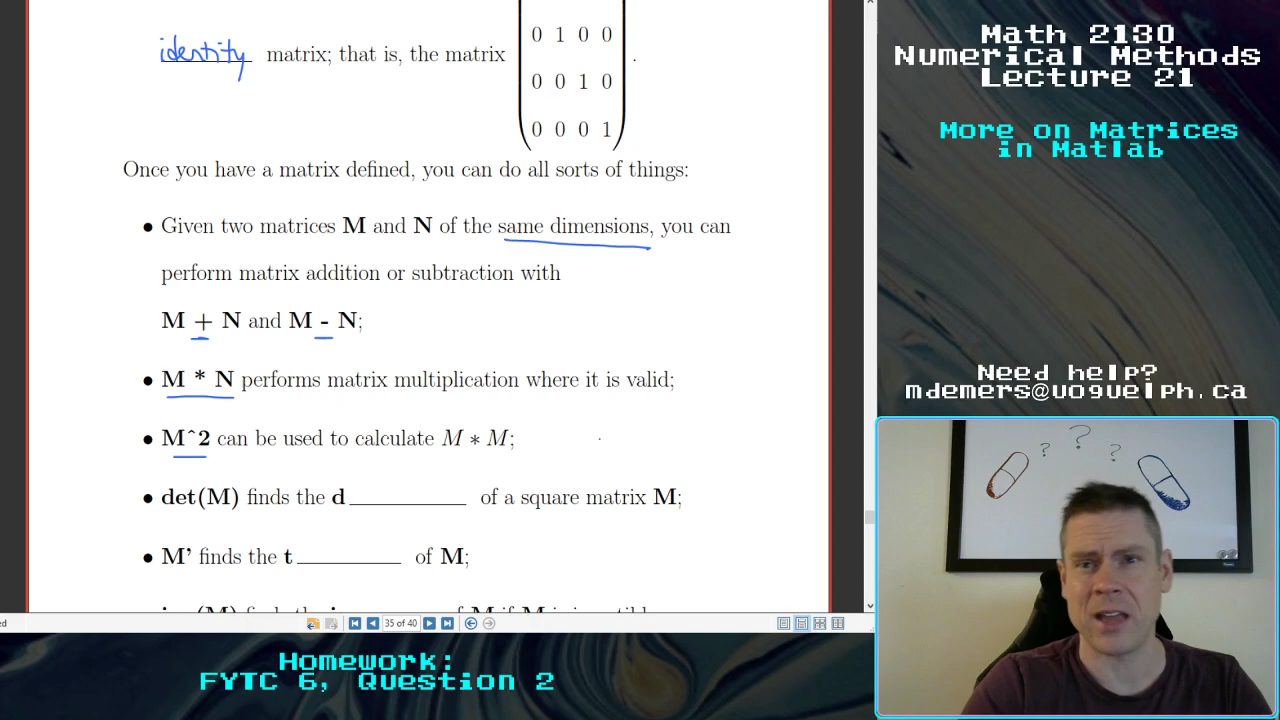 identity matrix; that is, the matrix
0 1 0 0
0 0 1 0
0 0 0 1
.
Once you have a matrix defined, you can do all sorts of things:
• Given two matrices M and N of the same dimensions, you can
perform matrix addition or subtraction with
M + N and M - N;
• M * N performs matrix multiplication where it is valid;
• M^2 can be used to calculate M ∗ M;
• det(M) finds the d__________ of a square matrix M;
• M' finds the t__________ of M;
35 of 40
Math 2130
Numerical Methods
Lecture 21
More on Matrices
in Matlab
Need help?
mdemers@uoguelph.ca
? ? ?
Homework:
FYTC 6, Question 2